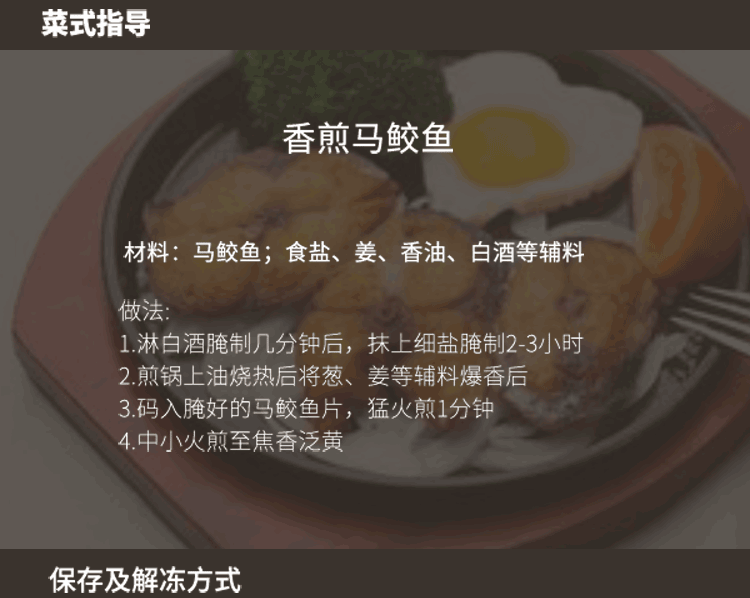 菜式指导
香煎马鲛鱼
材料：马鲛鱼；食盐、姜、香油、白酒等辅料
做法:
1.淋白酒腌制几分钟后，抹上细盐腌制2-3小时
2.煎锅上油烧热后将葱、姜等辅料爆香后
3.码入腌好的马鲛鱼片，猛火煎1分钟
4.中小火煎至焦香泛黄
保存及解冻方式